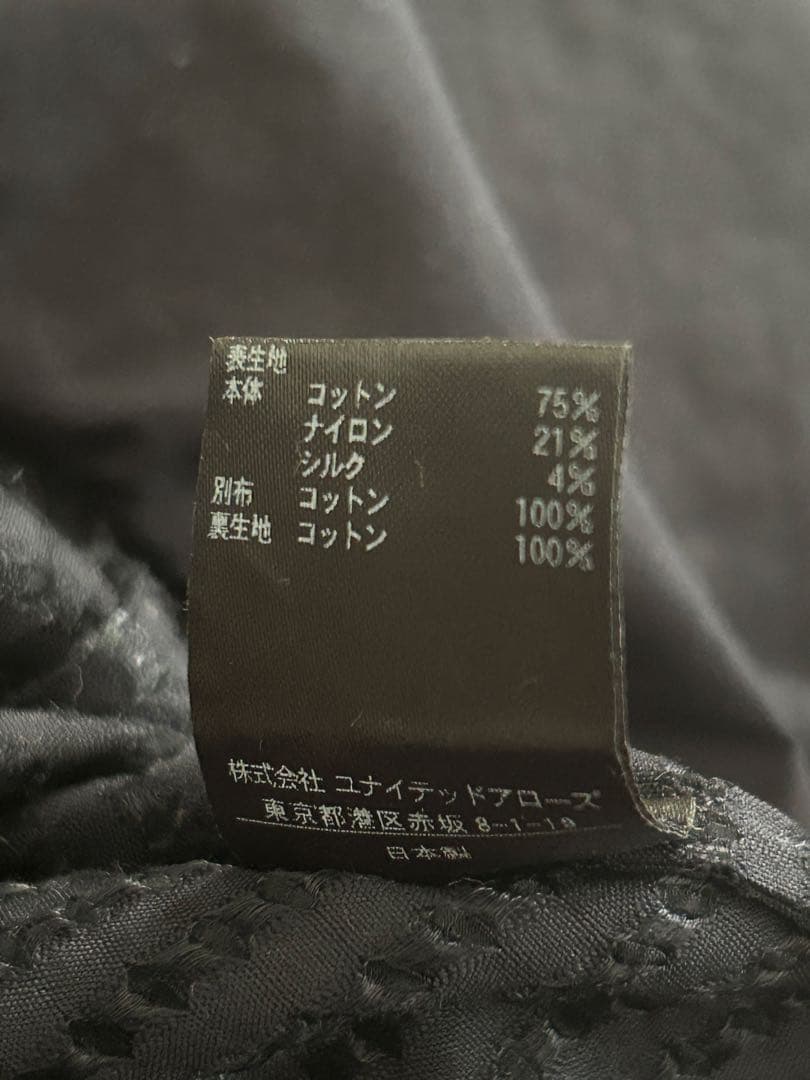 表生地
本体 コットン 75%
ナイロン 21%
シルク 4%
別布 コットン 100%
裏生地 コットン 100%
株式会社 ユナイテッドアローズ
東京都港区赤坂 8-1-19
日本製